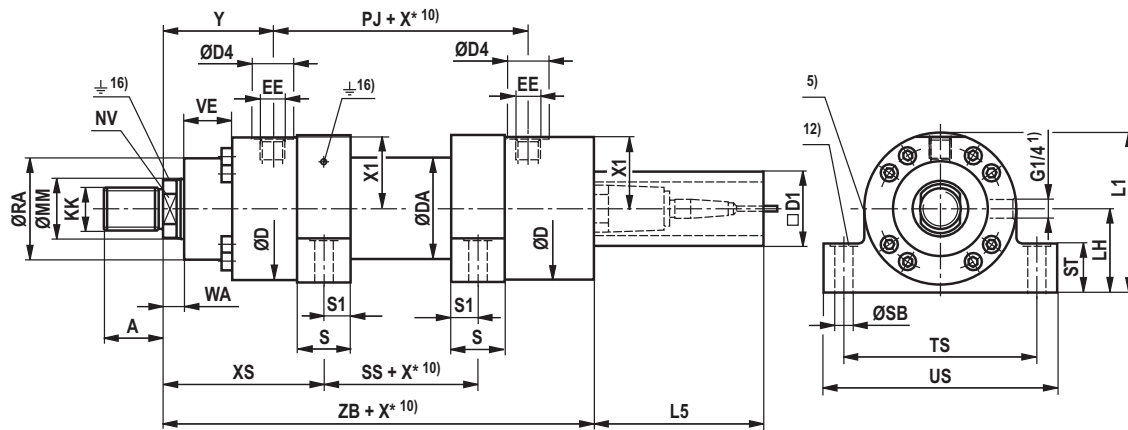 Y
PJ + X* 10)
ØD4
ØD4
EE
EE
⏚ 16)
⏚ 16)
VE
NV
ØRA
ØMM
KK
X1
X1
ØDA
ØD
ØD
□ D1
WA
A
S1
S1
S
S
XS
SS + X* 10)
ZB + X* 10)
L5
5)
12)
G1/4 1)
L1
LH
ST
ØSB
TS
US